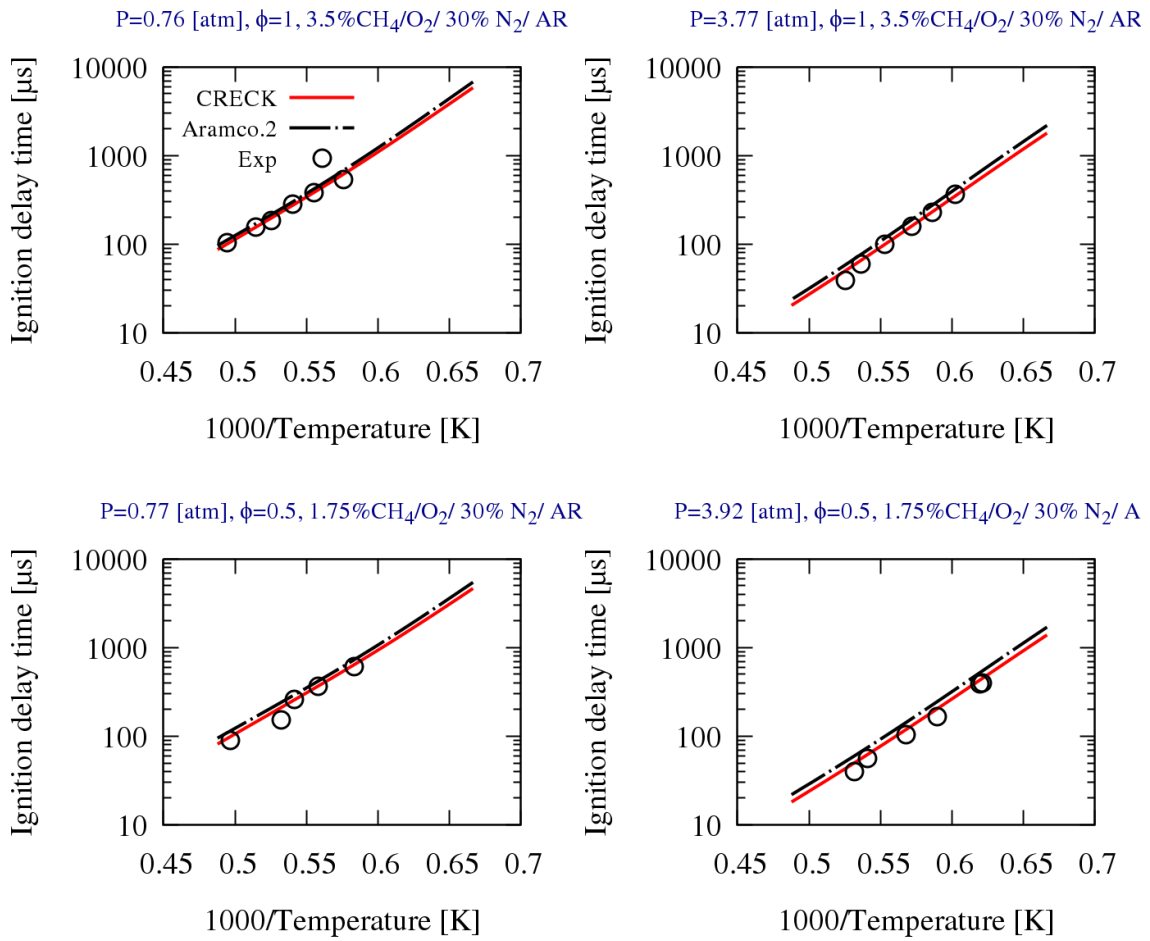 P=0.76 [atm], ϕ=1, 3.5%CH₄/O₂/ 30% N₂/ AR
Ignition delay time [µs]
10000
1000
100
10
CRECK
Aramco.2
Exp
0.45 0.5 0.55 0.6 0.65 0.7
1000/Temperature [K]
P=3.77 [atm], ϕ=1, 3.5%CH₄/O₂/ 30% N₂/ AR
Ignition delay time [µs]
10000
1000
100
10
0.45 0.5 0.55 0.6 0.65 0.7
1000/Temperature [K]
P=0.77 [atm], ϕ=0.5, 1.75%CH₄/O₂/ 30% N₂/ AR
Ignition delay time [µs]
10000
1000
100
10
0.45 0.5 0.55 0.6 0.65 0.7
1000/Temperature [K]
P=3.92 [atm], ϕ=0.5, 1.75%CH₄/O₂/ 30% N₂/ A
Ignition delay time [µs]
10000
1000
100
10
0.45 0.5 0.55 0.6 0.65 0.7
1000/Temperature [K]